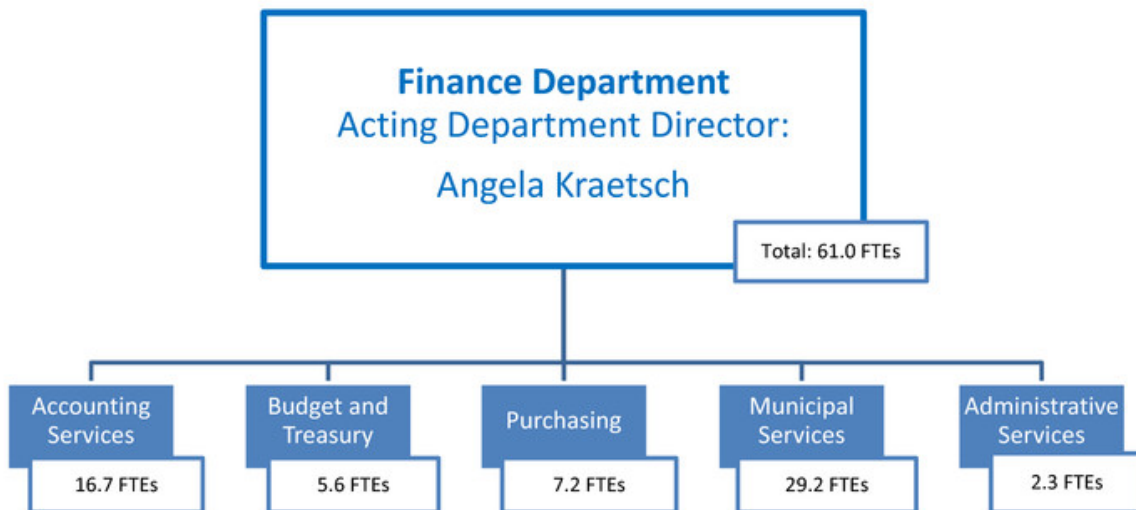 Finance Department
Acting Department Director:
Angela Kraetsch
Total: 61.0 FTEs
Accounting
Services
16.7 FTEs
Budget and
Treasury
5.6 FTEs
Purchasing
7.2 FTEs
Municipal
Services
29.2 FTEs
Administrative
Services
2.3 FTEs